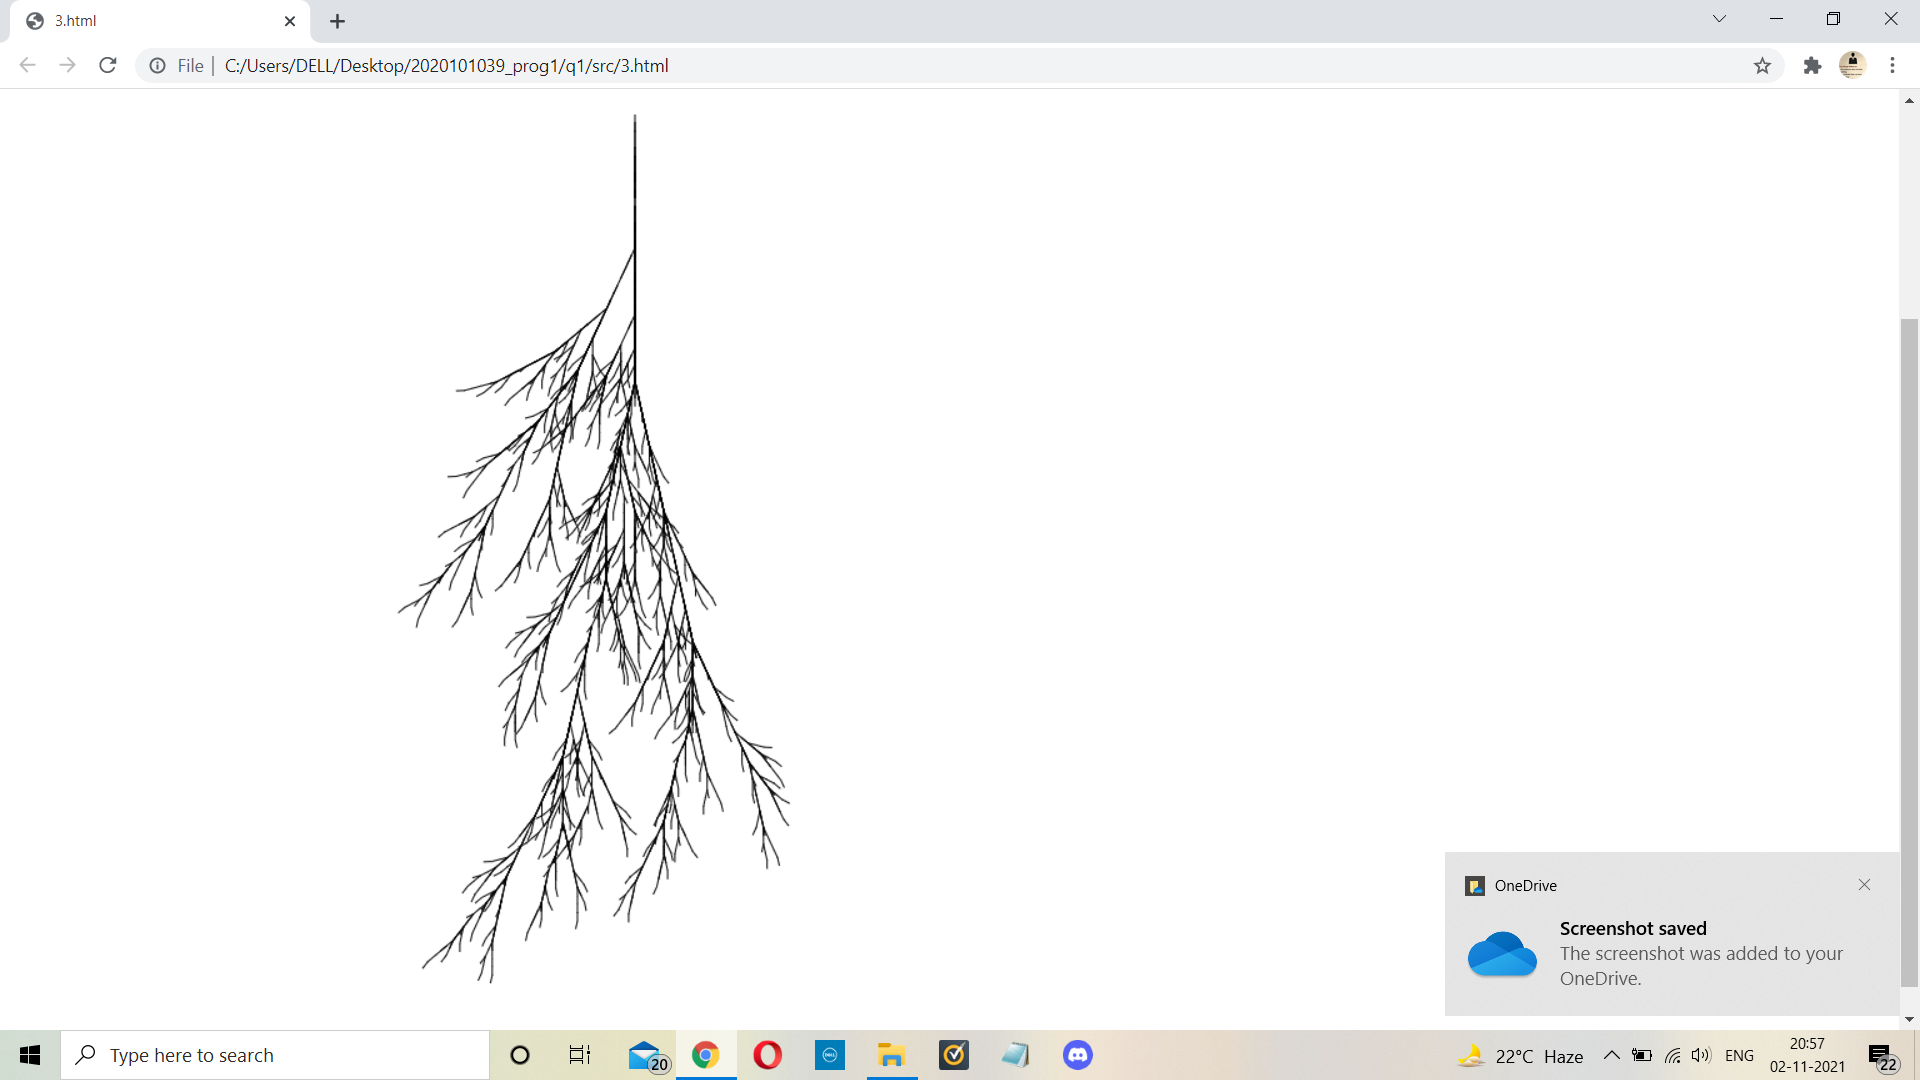 3.html
File
C:/Users/DELL/Desktop/2020101039_prog1/q1/src/3.html
OneDrive
Screenshot saved
The screenshot was added to your
OneDrive.
Type here to search
20
DELL
22°C Haze
ENG
20:57
02-11-2021
22